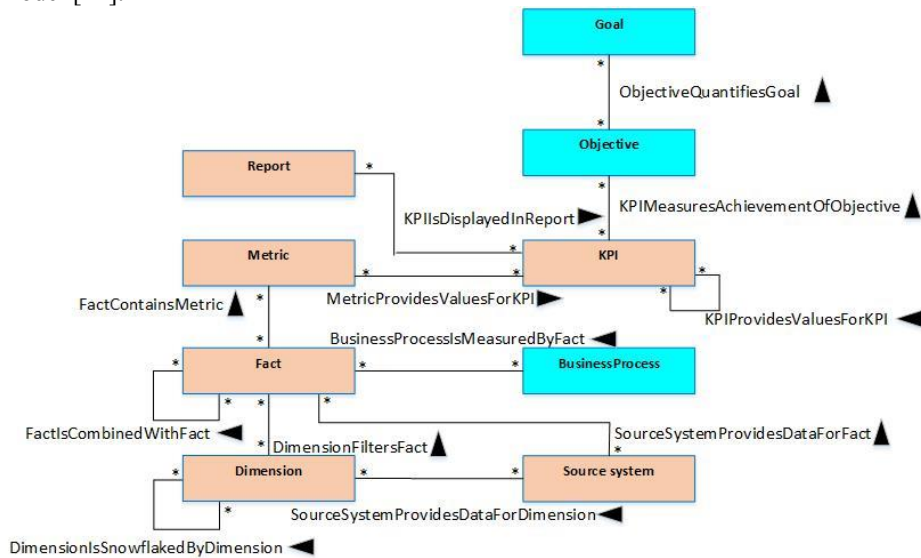 Goal
*
ObjectiveQuantifiesGoal
*
Objective
Report
*
*
KPIMeasuresAchievementOfObjective
KPIIsDisplayedInReport
*
*
Metric
KPI
*
*
*
*
FactContainsMetric
MetricProvidesValuesForKPI
*
KPIProvidesValuesForKPI
*
BusinessProcessIsMeasuredByFact
*
Fact
*
*
BusinessProcess
*
*
*
FactIsCombinedWithFact
*
DimensionFiltersFact
SourceSystemProvidesDataForFact
*
*
Dimension
*
*
Source system
*
SourceSystemProvidesDataForDimension
DimensionIsSnowflakedByDimension